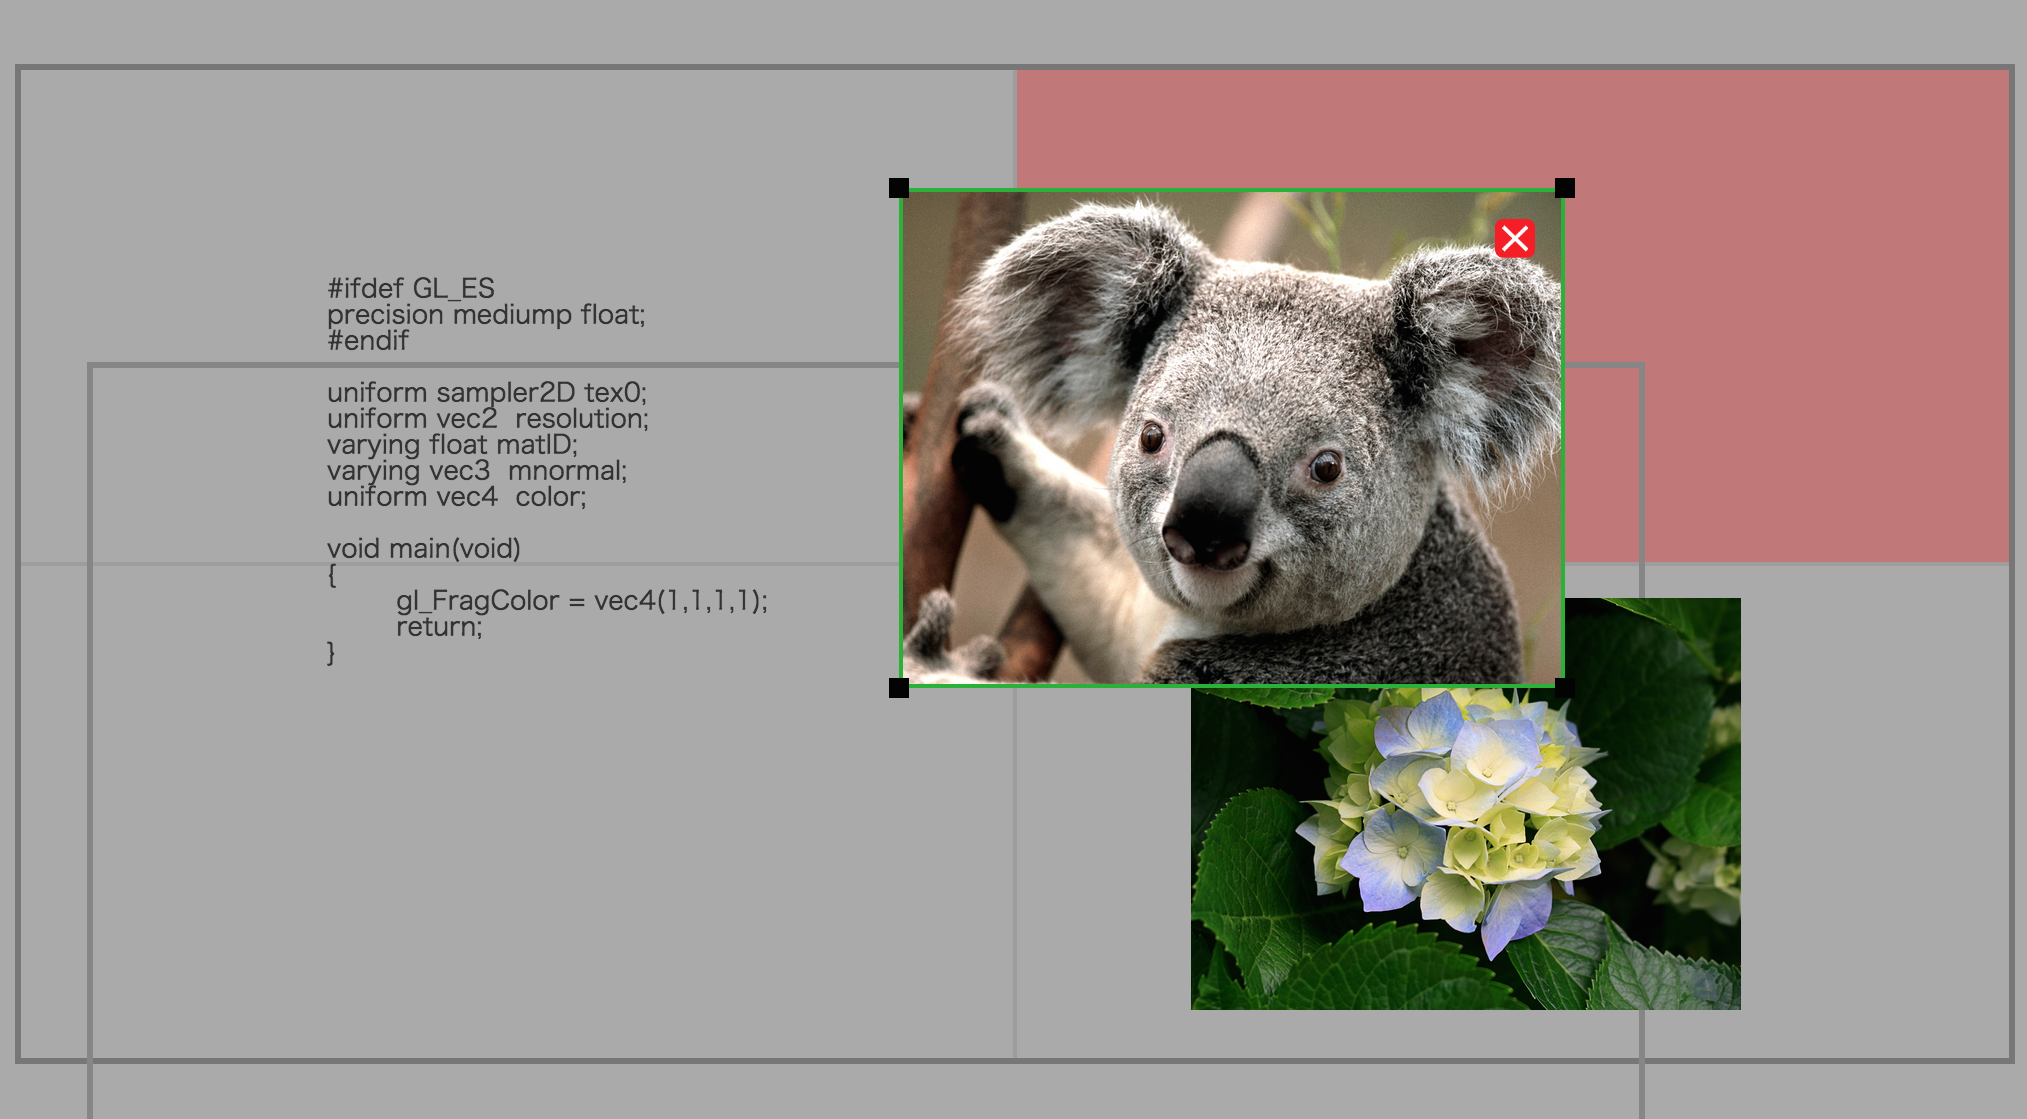 #ifdef GL_ES
precision mediump float;
#endif
uniform sampler2D tex0;
uniform vec2  resolution;
varying float matID;
varying vec3  mnormal;
uniform vec4  color;
void main(void)
{
gl_FragColor = vec4(1,1,1,1);
return;
}